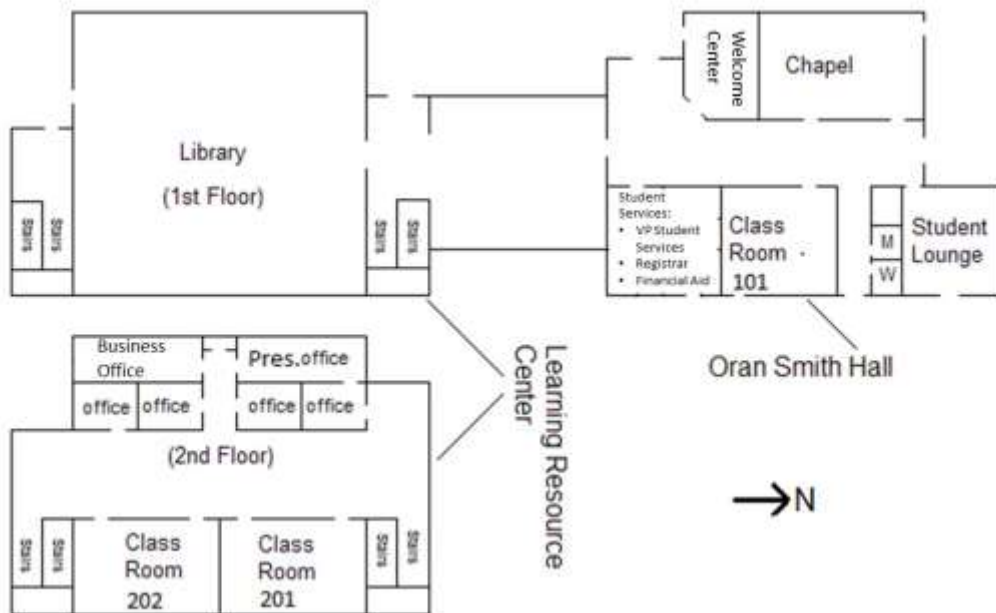 Library
(1st Floor)
Stairs
Stairs
Stairs
Stairs
Welcome
Center
Chapel
Student
Services:
• VP Student
Services
• Registrar
• Financial Aid
Class
Room
101
M
W
Student
Lounge
Oran Smith Hall
Learning Resource
Center
Business
Office
Pres.office
office
office
office
office
(2nd Floor)
Stairs
Stairs
Class
Room
202
Class
Room
201
Stairs
Stairs
N